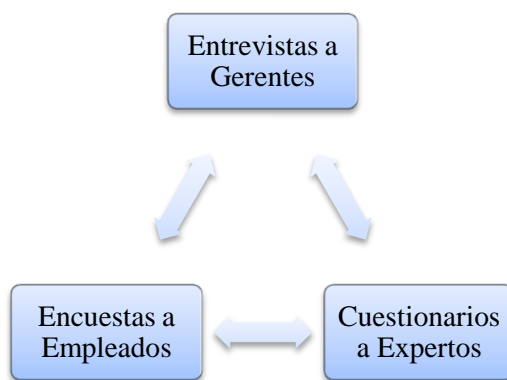 Entrevistas a
Gerentes
Encuestas a
Empleados
Cuestionarios
a Expertos